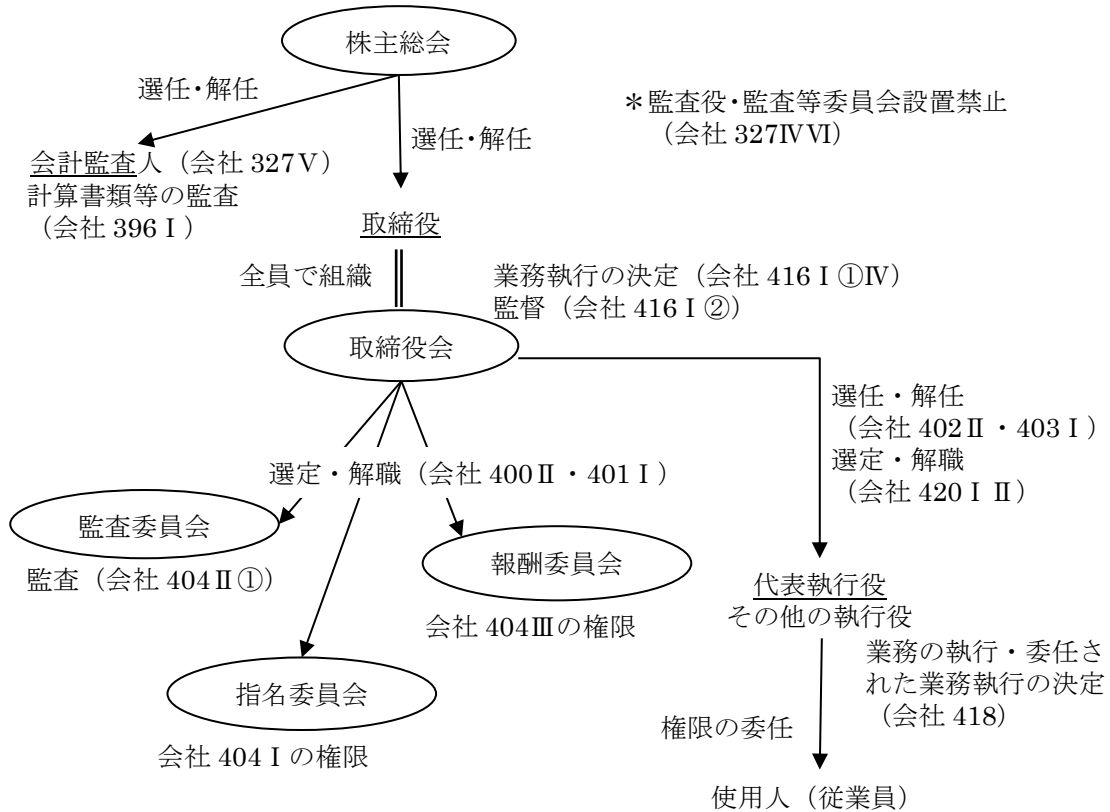 株主総会
選任・解任
*監査役・監査等委員会設置禁止
（会社 327ⅣⅥ）
選任・解任
会計監査人（会社 327Ⅴ）
計算書類等の監査
（会社 396Ⅰ）
取締役
全員で組織
業務執行の決定（会社 416Ⅰ①Ⅳ）
監督（会社 416Ⅰ②）
取締役会
選任・解任
（会社 402Ⅱ・403Ⅰ）
選定・解職
（会社 420ⅠⅡ）
選定・解職（会社 400Ⅱ・401Ⅰ）
監査委員会
監査（会社 404Ⅱ①）
報酬委員会
会社 404Ⅲの権限
指名委員会
会社 404Ⅰの権限
代表執行役
その他の執行役
業務の執行・委任さ
れた業務執行の決定
（会社 418）
権限の委任
使用人（従業員）